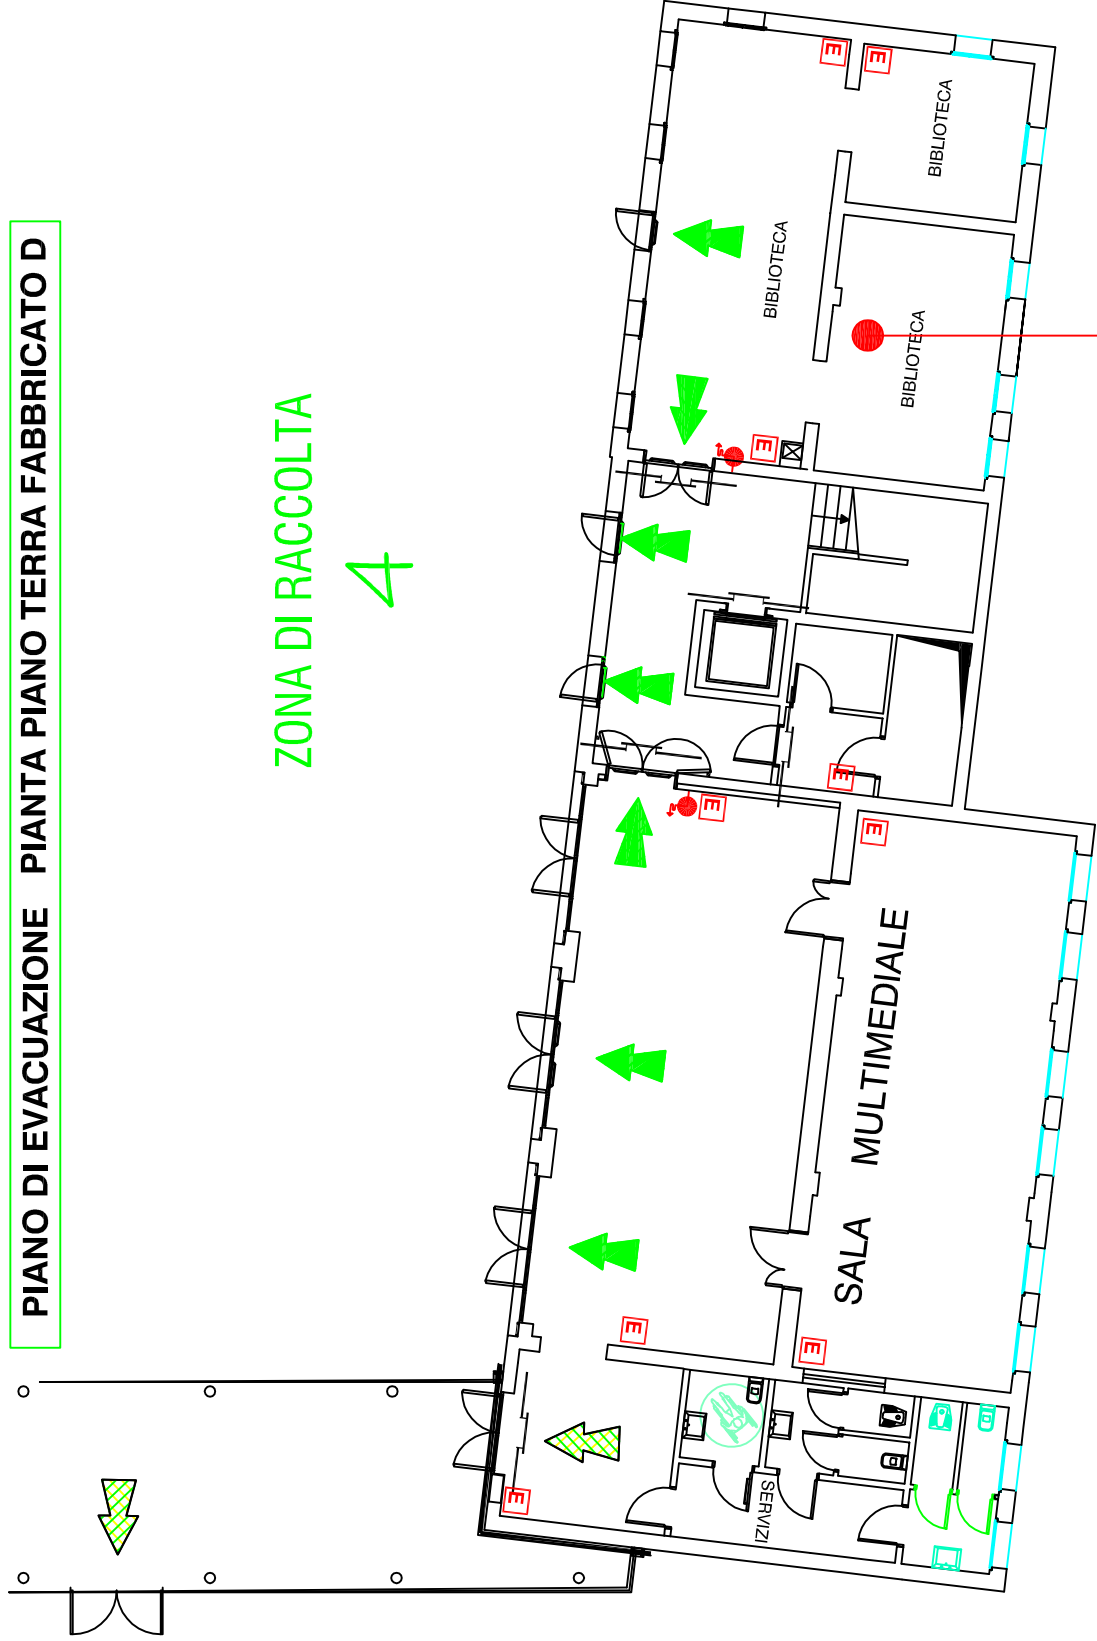 PIANO DI EVACUAZIONE PIANTA PIANO TERRA FABBRICATO D
ZONA DI RACCOLTA
4
BIBLIOTECA
BIBLIOTECA
BIBLIOTECA
SALA MULTIMEDIALE
SERVIZI
E
E
E
E
E
E
E
E
E